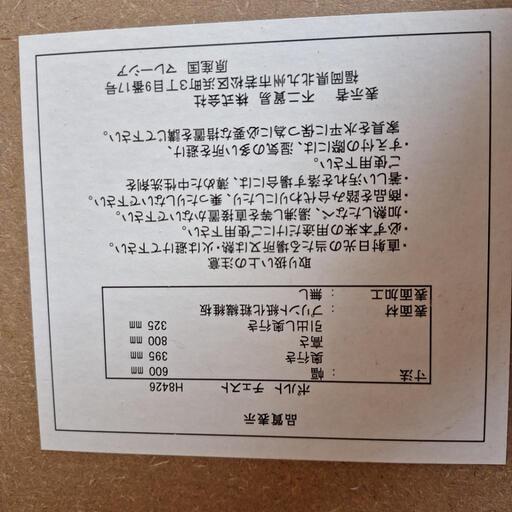 品質表示
ポルト チェスト H8426
寸法 : 幅 600 mm
奥行き 395 mm
高さ 800 mm
引出し奥行き 325 mm
表面材 : プリント紙化粧繊維板
表面加工 : 無し
取り扱い上の注意
・直射日光の当たる場所又は熱・火は避けて下さい。
・必ず本来の用途だけにご使用下さい。
・加熱したなべ、湯沸し等を直接置かないで下さい。
・商品を踏み台代わりにしたり、乗ったりしないで下さい。
・著しい汚れを落す場合は、薄めた中性洗剤を
ご使用下さい。
・すえ付の際には、湿気の多い所を避け、
家具を水平に保つ為に必要な措置を講じて下さい。
表示者 不二貿易 株式会社
福岡県北九州市若松区浜町3丁目9番17号
原産国 マレーシア